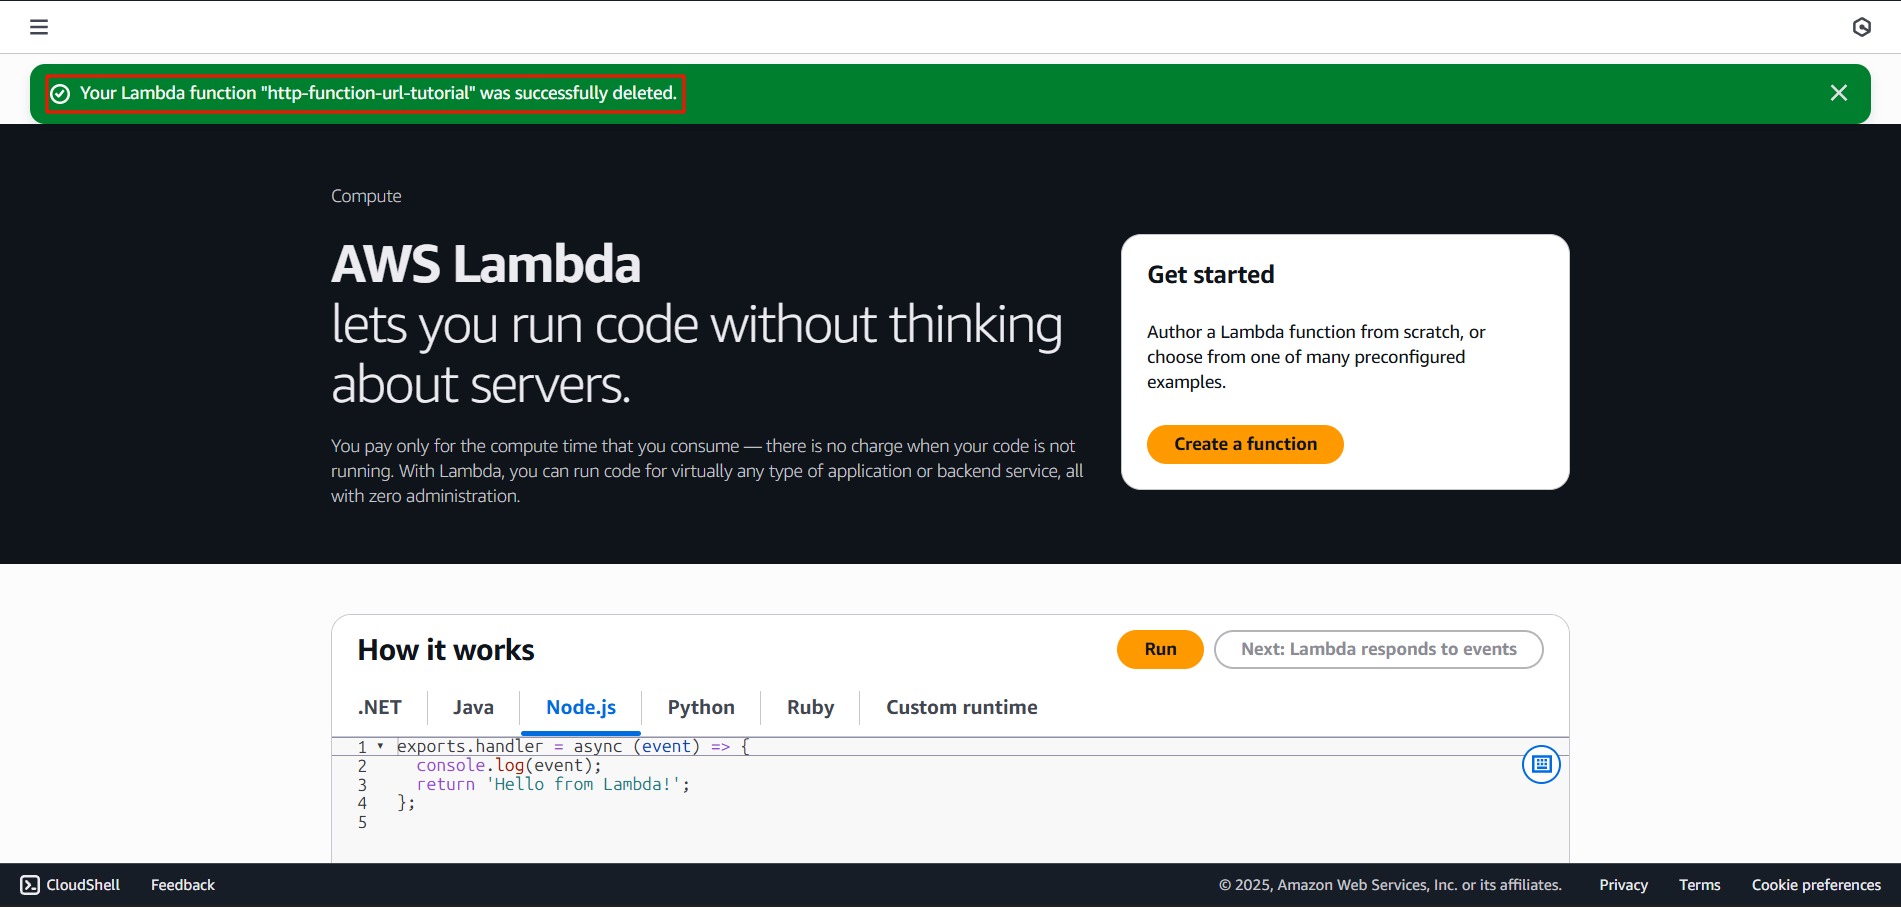 Your Lambda function "http-function-url-tutorial" was successfully deleted.
Compute
AWS Lambda
lets you run code without thinking
about servers.
You pay only for the compute time that you consume — there is no charge when your code is not
running. With Lambda, you can run code for virtually any type of application or backend service, all
with zero administration.
Get started
Author a Lambda function from scratch, or
choose from one of many preconfigured
examples.
Create a function
How it works
Run
Next: Lambda responds to events
.NET
Java
Node.js
Python
Ruby
Custom runtime
1 exports.handler = async (event) => {
2 console.log(event);
3 return 'Hello from Lambda!';
4 };
5
CloudShell
Feedback
© 2025, Amazon Web Services, Inc. or its affiliates.
Privacy
Terms
Cookie preferences